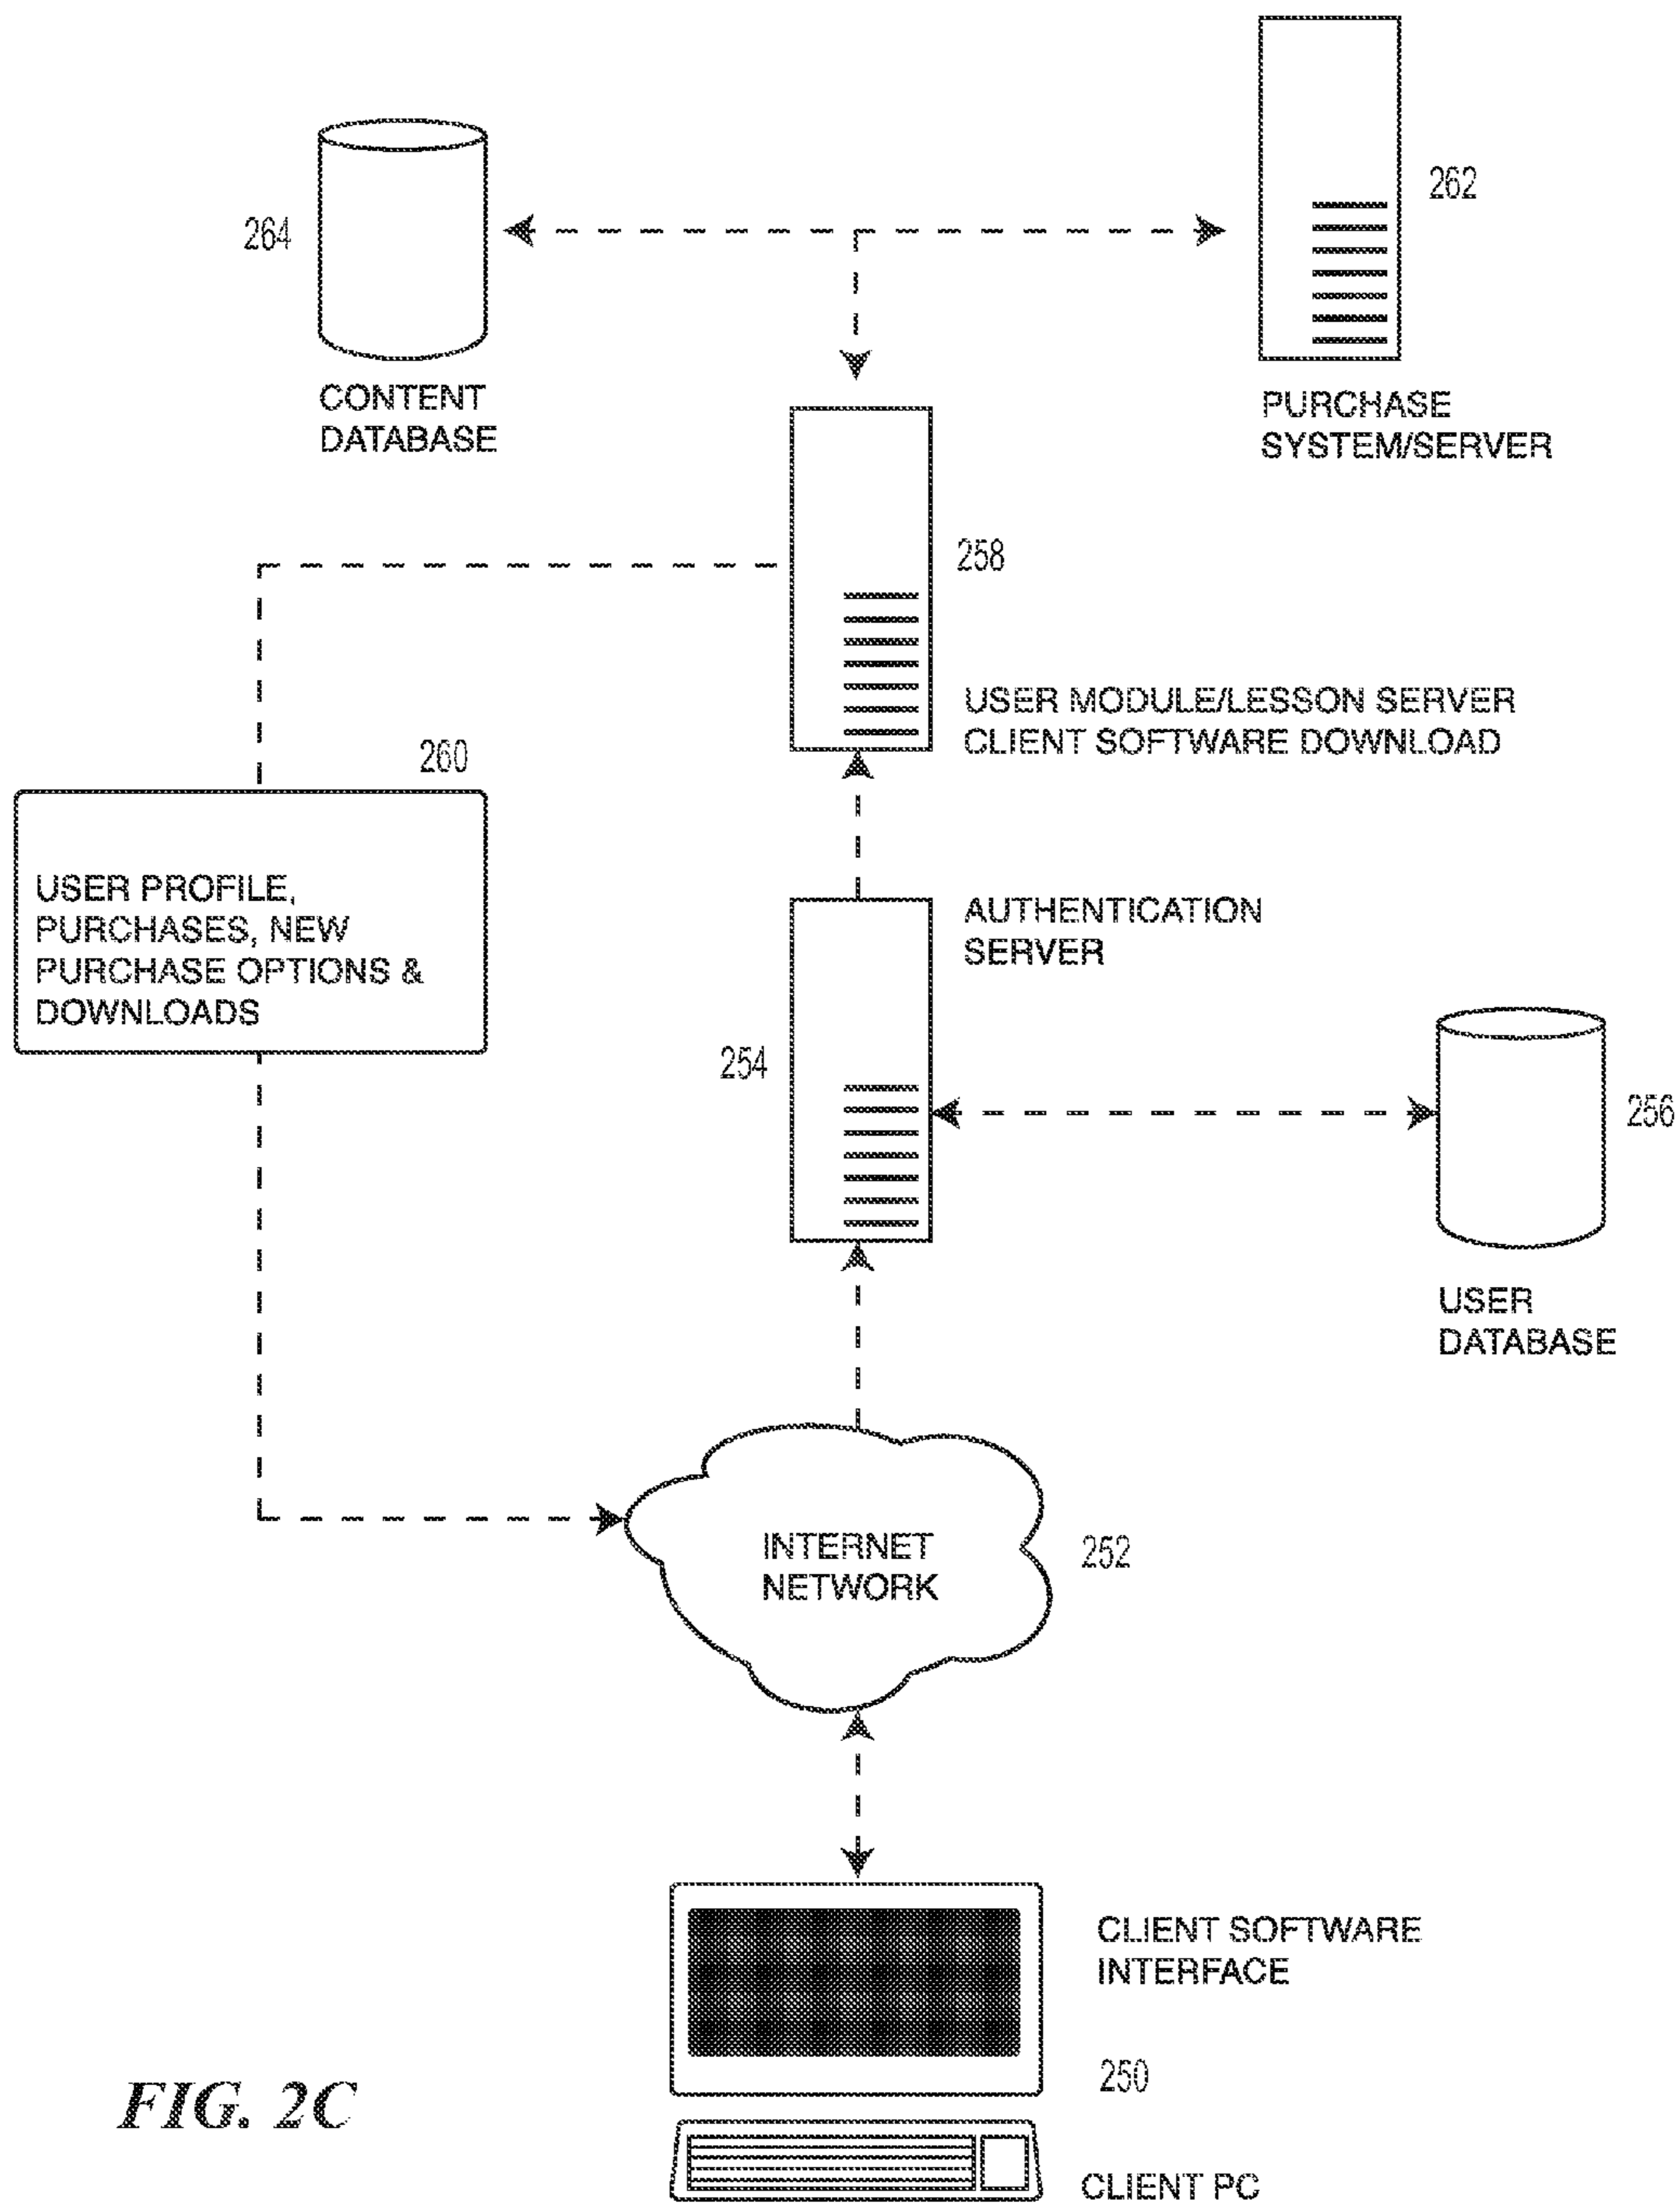 262
264
CONTENT
DATABASE
PURCHASE
SYSTEM/SERVER
258
USER MODULE/LESSON SERVER
CLIENT SOFTWARE DOWNLOAD
260
USER PROFILE,
PURCHASES, NEW
PURCHASE OPTIONS &
DOWNLOADS
AUTHENTICATION
SERVER
254
256
USER
DATABASE
INTERNET
NETWORK
252
CLIENT SOFTWARE
INTERFACE
250
FIG. 2C
CLIENT PC